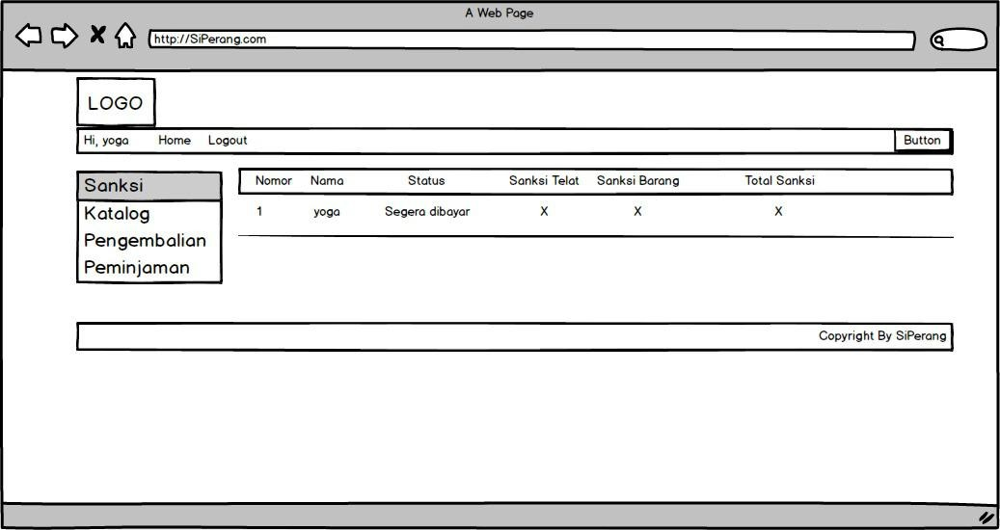 A Web Page
http://SiPerang.com
LOGO
Hi, yoga Home Logout Button
Sanksi
Katalog
Pengembalian
Peminjaman
Nomor Nama Status Sanksi Telat Sanksi Barang Total Sanksi
1 yoga Segera dibayar X X X
Copyright By SiPerang